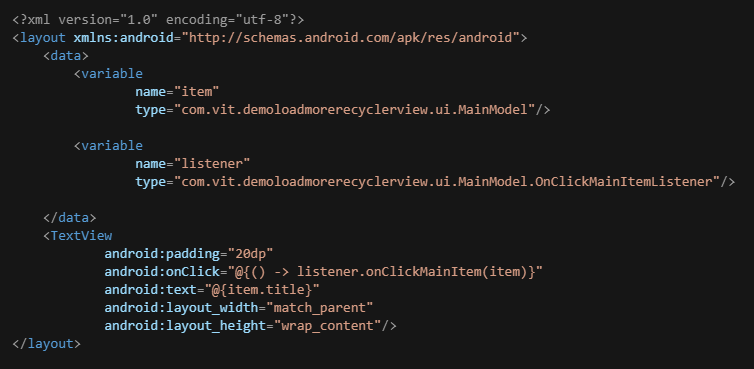 <?xml version="1.0" encoding="utf-8"?>
<layout xmlns:android="http://schemas.android.com/apk/res/android">
    <data>
        <variable
                name="item"
                type="com.vit.demoloadmorerecyclerview.ui.MainModel"/>

        <variable
                name="listener"
                type="com.vit.demoloadmorerecyclerview.ui.MainModel.OnClickMainItemListener"/>

    </data>
    <TextView
            android:padding="20dp"
            android:onClick="@{() -> listener.onClickMainItem(item)}"
            android:text="@{item.title}"
            android:layout_width="match_parent"
            android:layout_height="wrap_content"/>
</layout>